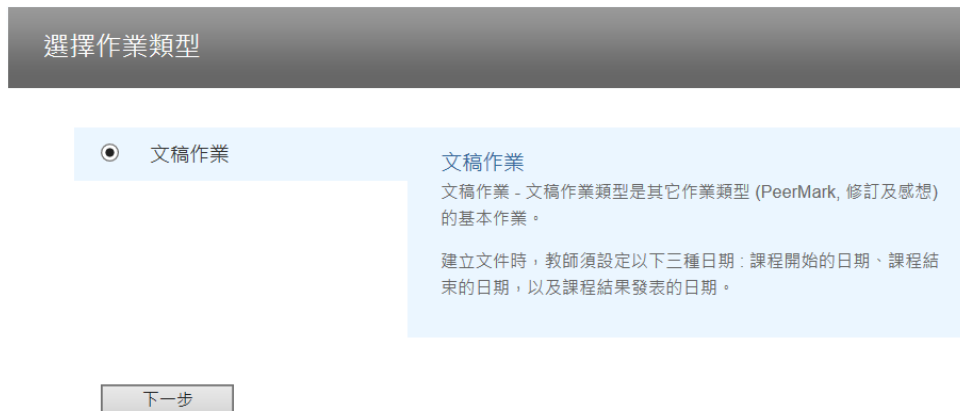 選擇作業類型
文稿作業
文稿作業
文稿作業 - 文稿作業類型是其它作業類型 (PeerMark, 修訂及感想)
的基本作業。
建立文件時，教師須設定以下三種日期 : 課程開始的日期、課程結
束的日期，以及課程結果發表的日期。
下一步